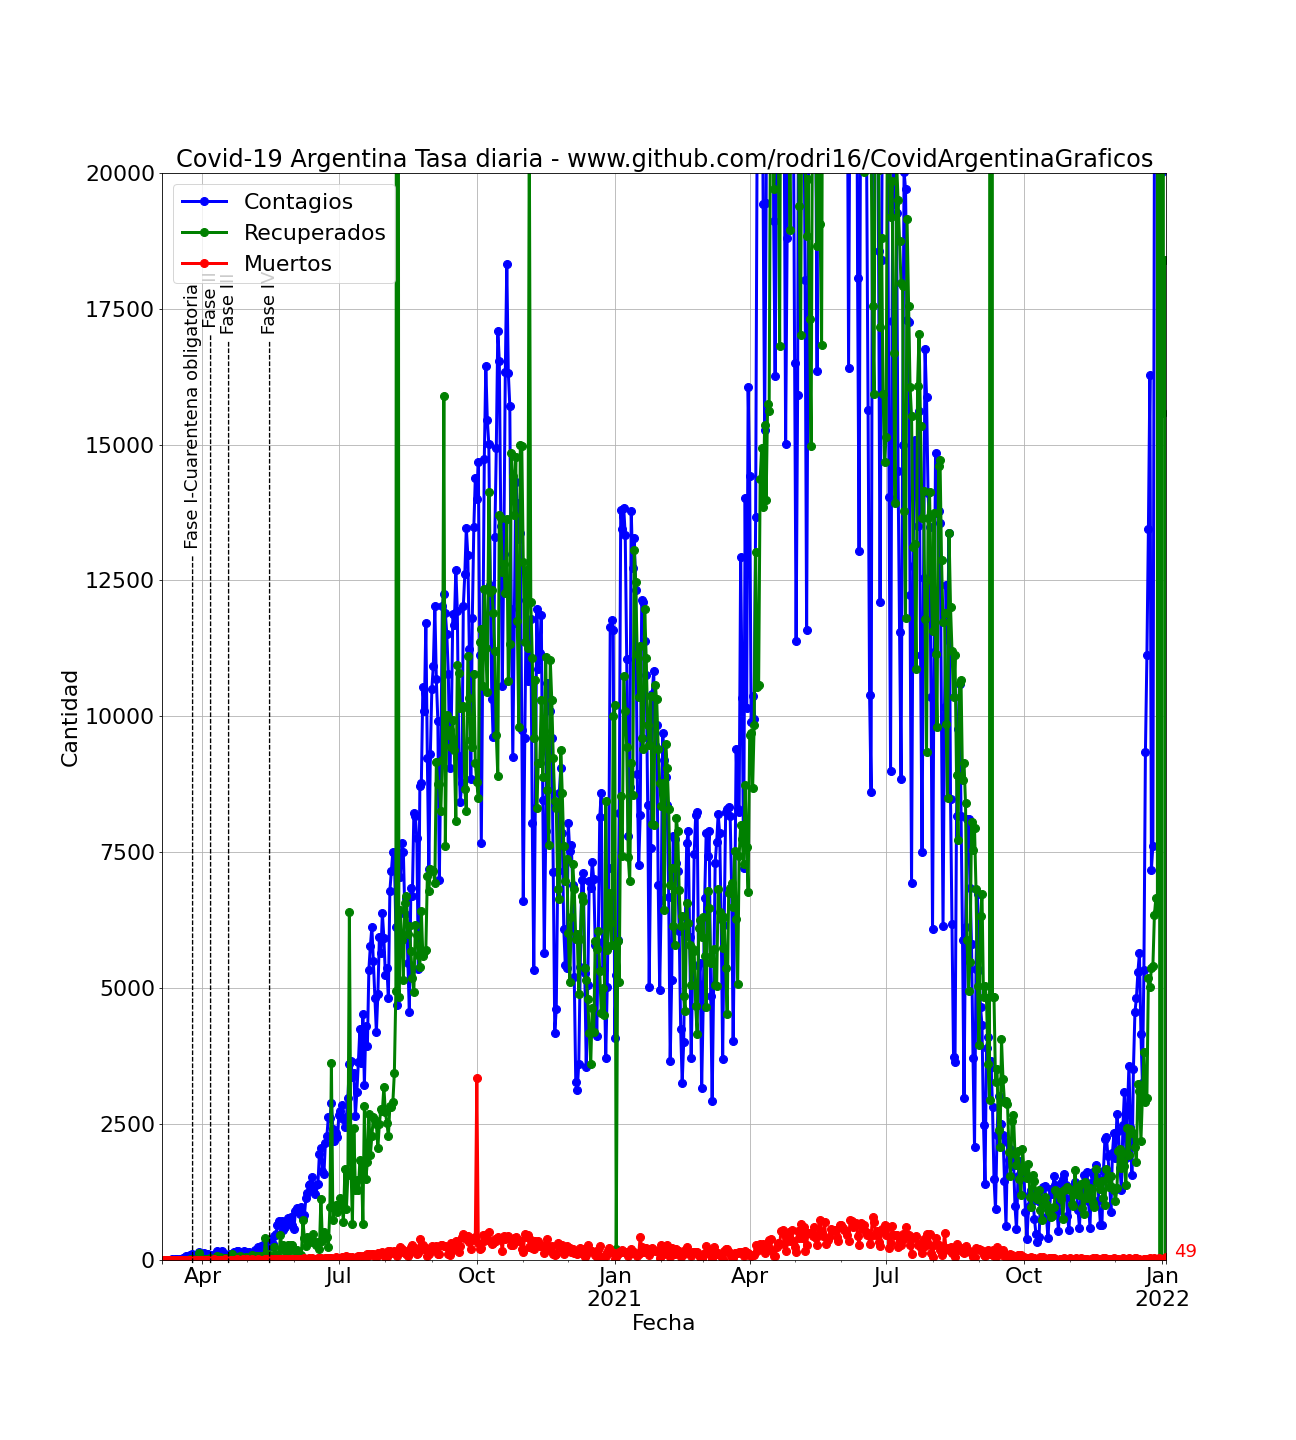 Covid-19 Argentina Tasa diaria - www.github.com/rodri16/CovidArgentinaGraficos
20000
17500
15000
12500
10000
7500
5000
2500
0
Cantidad
Contagios
Recuperados
Muertos
Fase I-Cuarentena obligatoria
Fase II
Fase III
Fase IV
49
Apr
Jul
Oct
Jan
2021
Apr
Jul
Oct
Jan
2022
Fecha